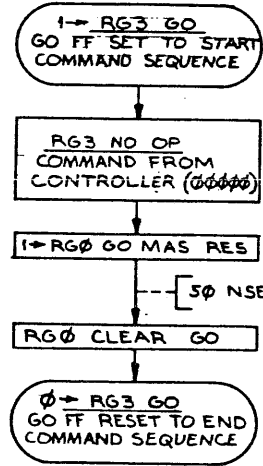 1→ RG3 GO
GO FF SET TO START
COMMAND SEQUENCE
RG3 NO OP
COMMAND FROM
CONTROLLER (ØØØØØ)
1→RGØ GO MAS RES
5Ø NSE
RGØ CLEAR GO
Ø→ RG3 GO
GO FF RESET TO END
COMMAND SEQUENCE